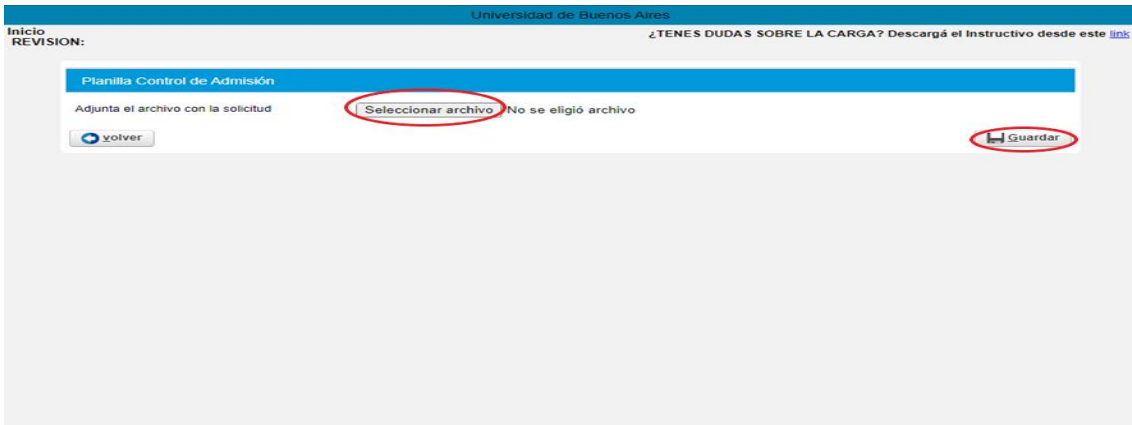 Universidad de Buenos Aires
Inicio
¿TENES DUDAS SOBRE LA CARGA? Descargá el Instructivo desde este link
REVISION:
Planilla Control de Admisión
Adjunta el archivo con la solicitud Seleccionar archivo No se eligió archivo
volver Guardar